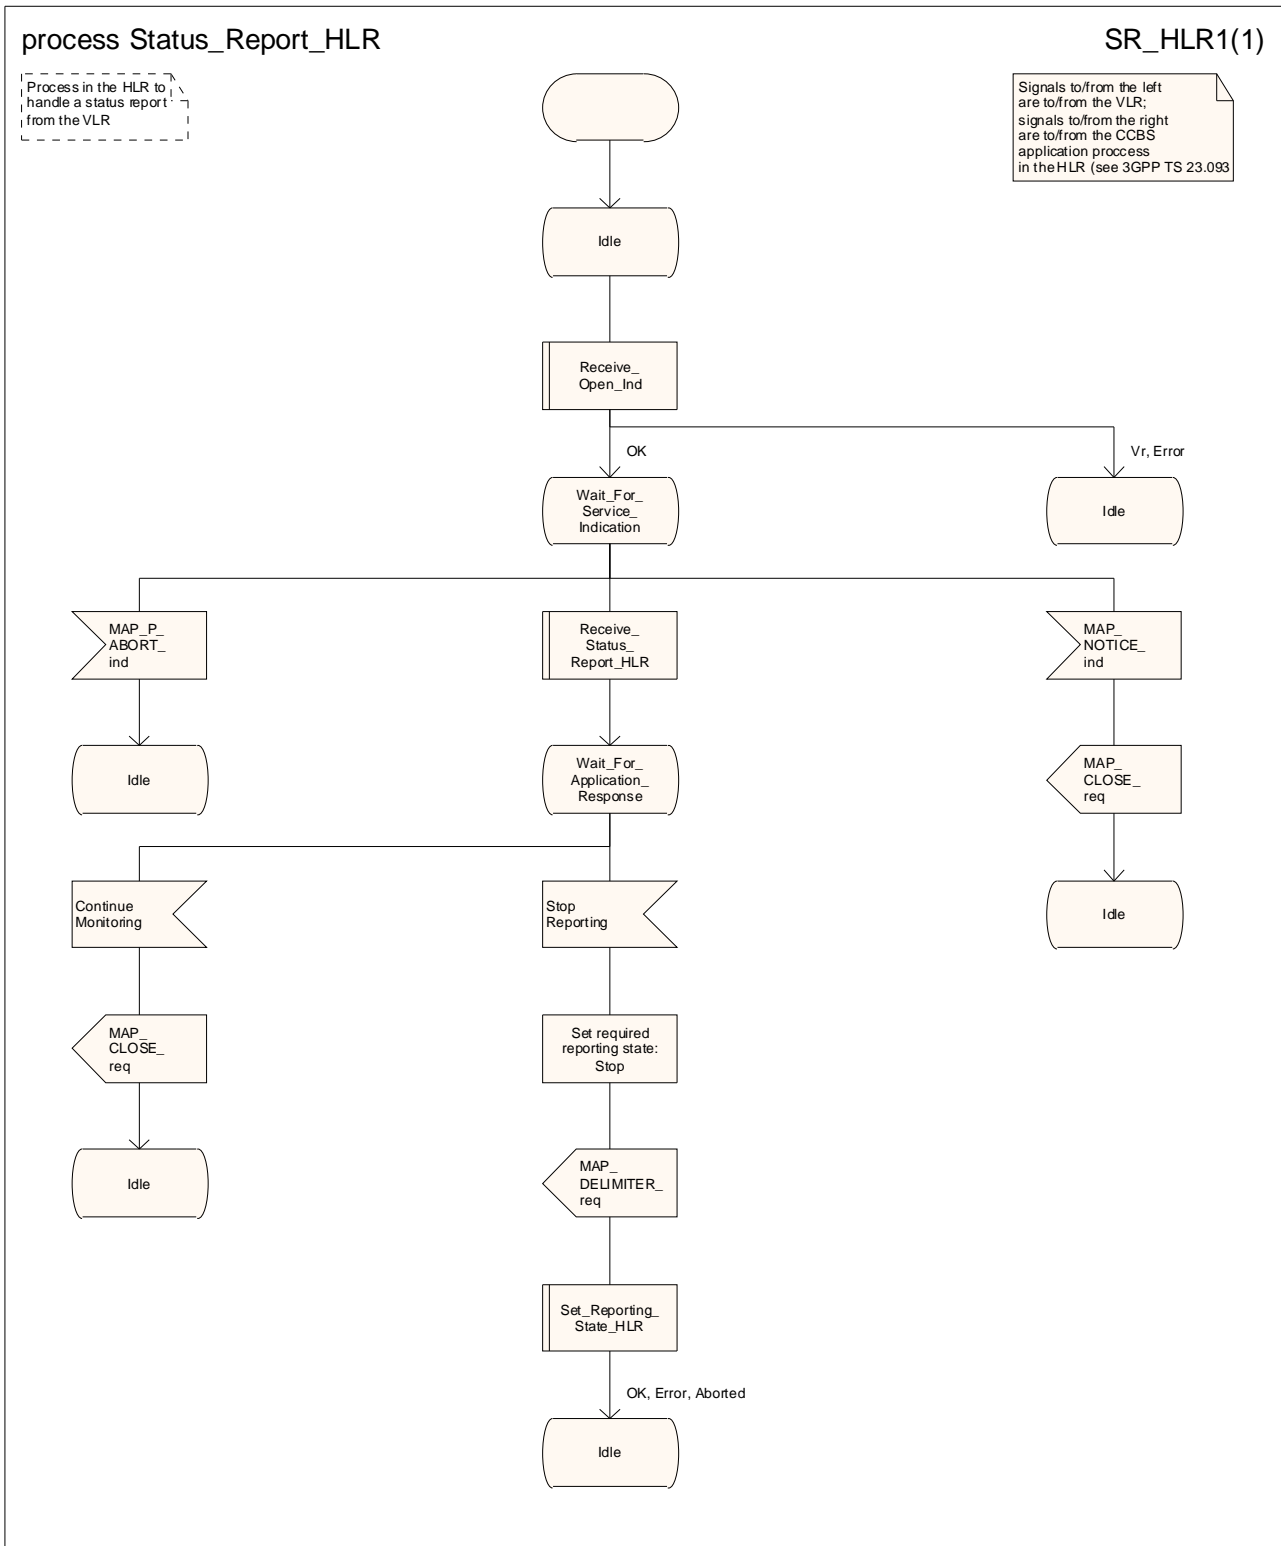 process Status_Report_HLR
SR_HLR1(1)
Process in the HLR to
handle a status report
from the VLR
Signals to/from the left
are to/from the VLR;
signals to/from the right
are to/from the CCBS
application proccess
in the HLR (see 3GPP TS 23.093
Idle
Receive_
Open_Ind
OK
Vr, Error
Wait_For_
Service_
Indication
Idle
MAP_P_
ABORT_
ind
Receive_
Status_
Report_HLR
MAP_
NOTICE_
ind
Idle
Wait_For_
Application_
Response
MAP_
CLOSE_
req
Continue
Monitoring
Stop
Reporting
Idle
MAP_
CLOSE_
req
Set required
reporting state:
Stop
Idle
MAP_
DELIMITER_
req
Set_Reporting_
State_HLR
OK, Error, Aborted
Idle